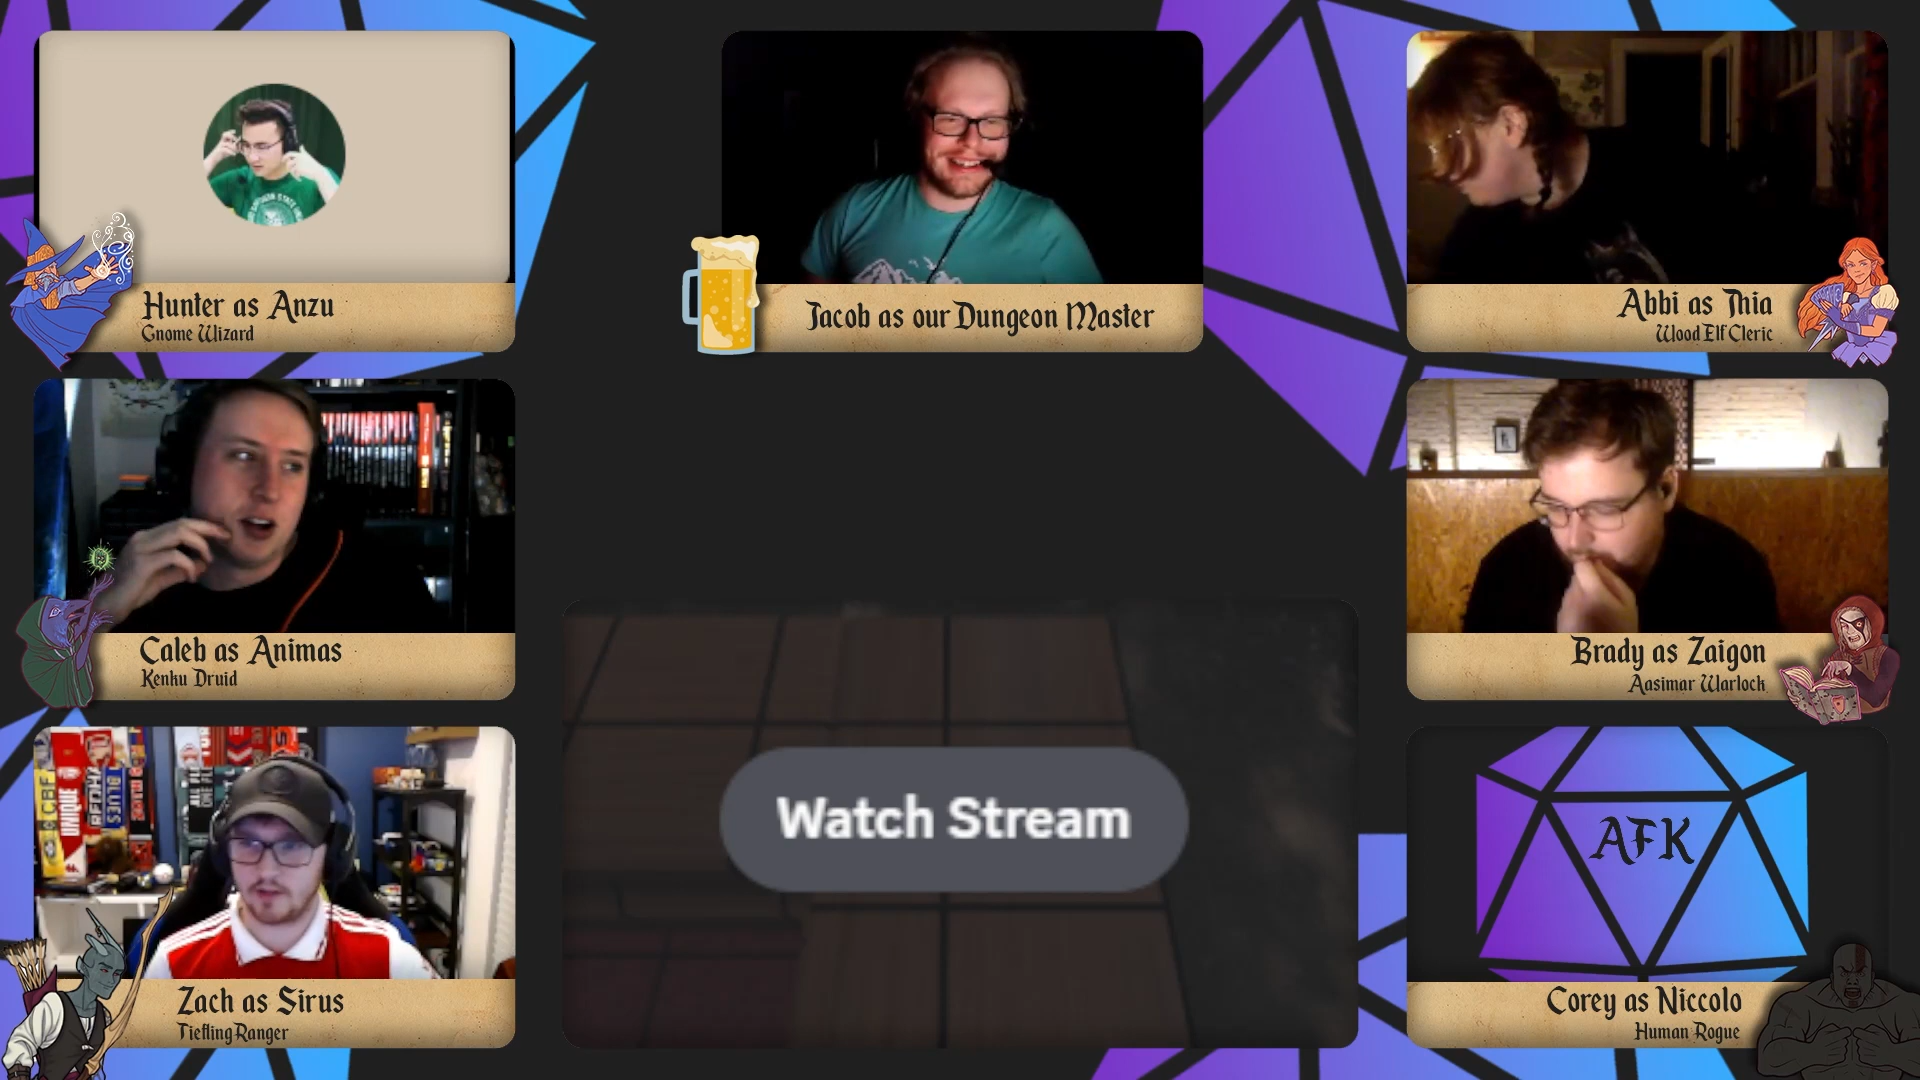 Hunter as Anzu
Gnome Wizard
Jacob as our Dungeon Master
Abbi as Thia
Wood Elf Cleric
Caleb as Animas
Kenku Druid
Brady as Zaigon
Aasimar Warlock
UNIQUE
BLUES
Watch Stream
AFK
Zach as Sirus
Tiefling Ranger
Corey as Niccolo
Human Rogue